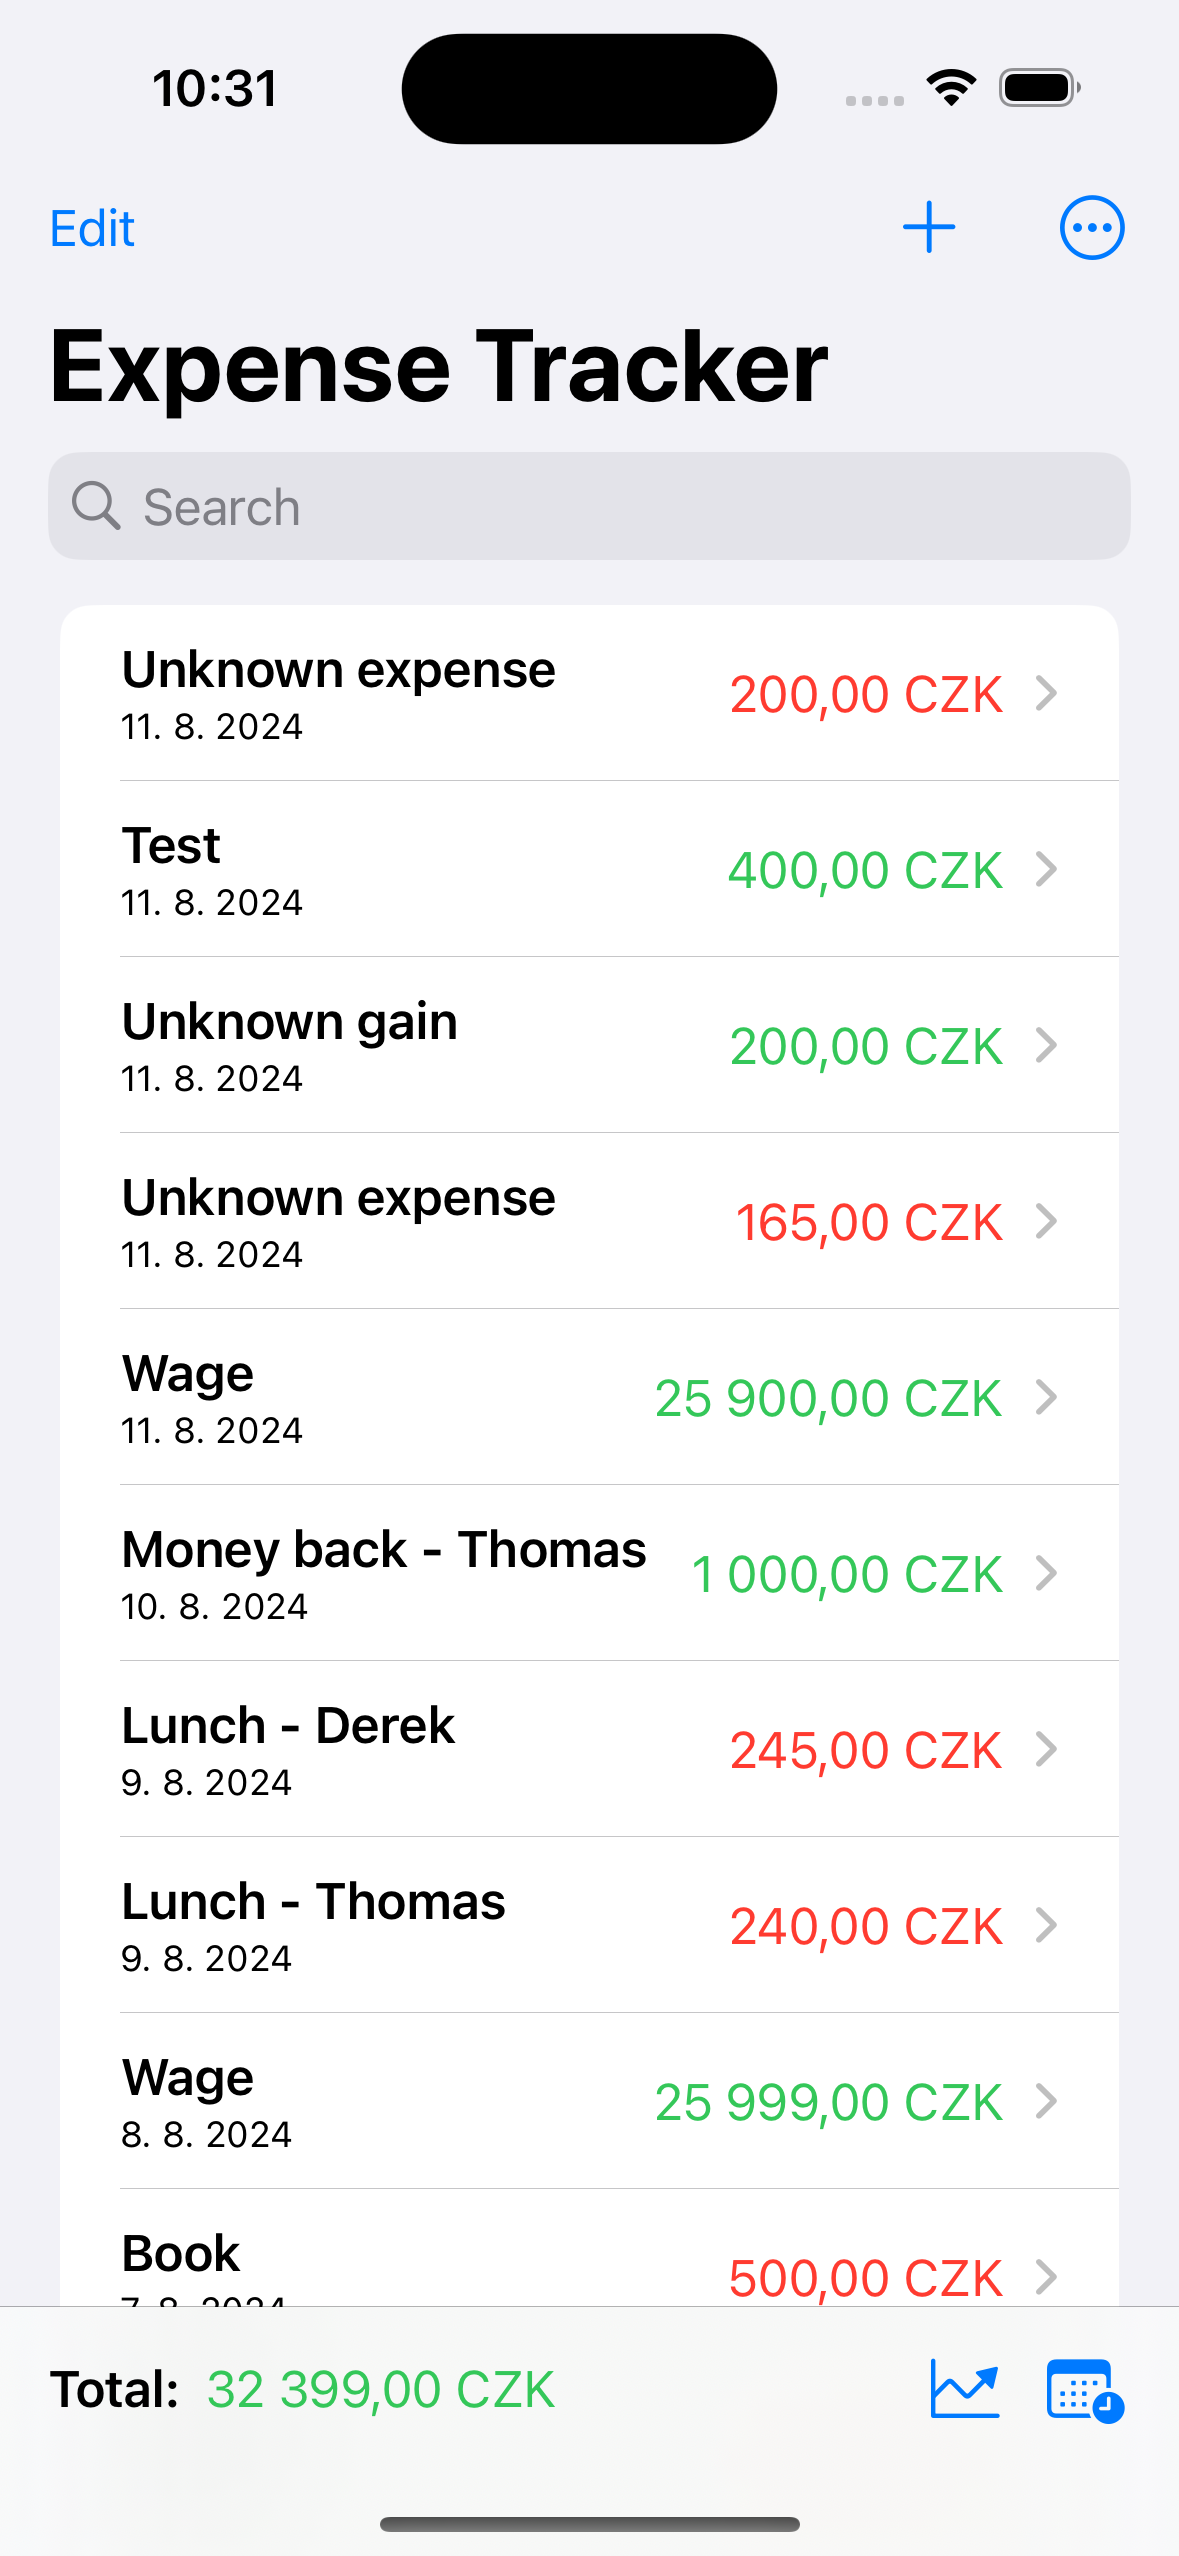 10:31
Edit
Expense Tracker
Search
Unknown expense
11. 8. 2024
200,00 CZK
Test
11. 8. 2024
400,00 CZK
Unknown gain
11. 8. 2024
200,00 CZK
Unknown expense
11. 8. 2024
165,00 CZK
Wage
11. 8. 2024
25 900,00 CZK
Money back - Thomas
10. 8. 2024
1 000,00 CZK
Lunch - Derek
9. 8. 2024
245,00 CZK
Lunch - Thomas
9. 8. 2024
240,00 CZK
Wage
8. 8. 2024
25 999,00 CZK
Book
7. 8. 2024
500,00 CZK
Total: 32 399,00 CZK